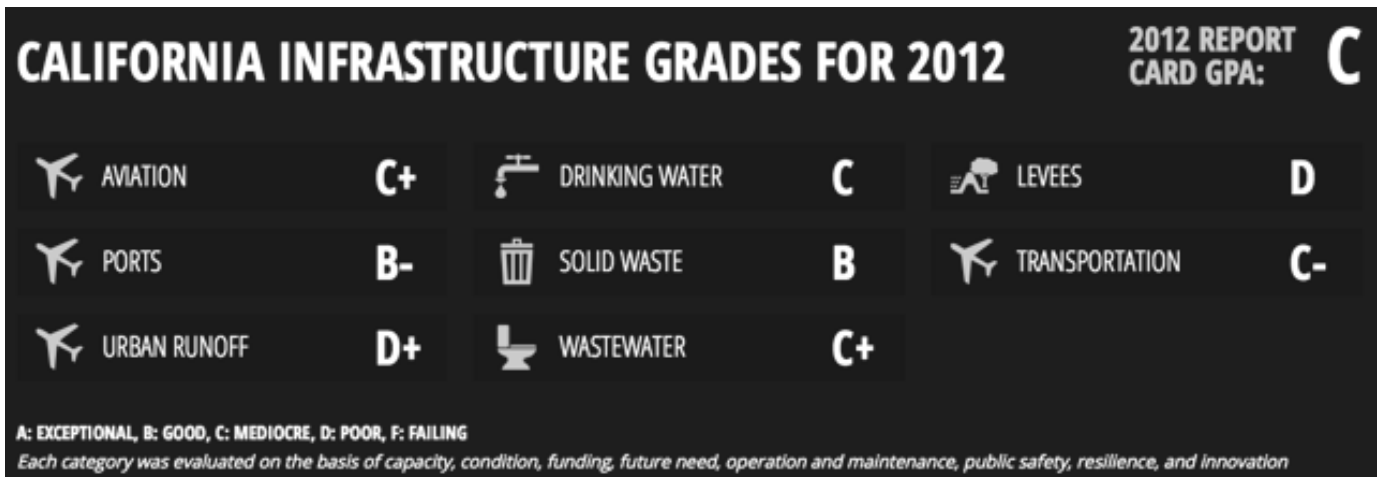 CALIFORNIA INFRASTRUCTURE GRADES FOR 2012
2012 REPORT
CARD GPA:
C
AVIATION C+
DRINKING WATER C
LEVEES D
PORTS B-
SOLID WASTE B
TRANSPORTATION C-
URBAN RUNOFF D+
WASTEWATER C+
A: EXCEPTIONAL, B: GOOD, C: MEDIOCRE, D: POOR, F: FAILING
Each category was evaluated on the basis of capacity, condition, funding, future need, operation and maintenance, public safety, resilience, and innovation